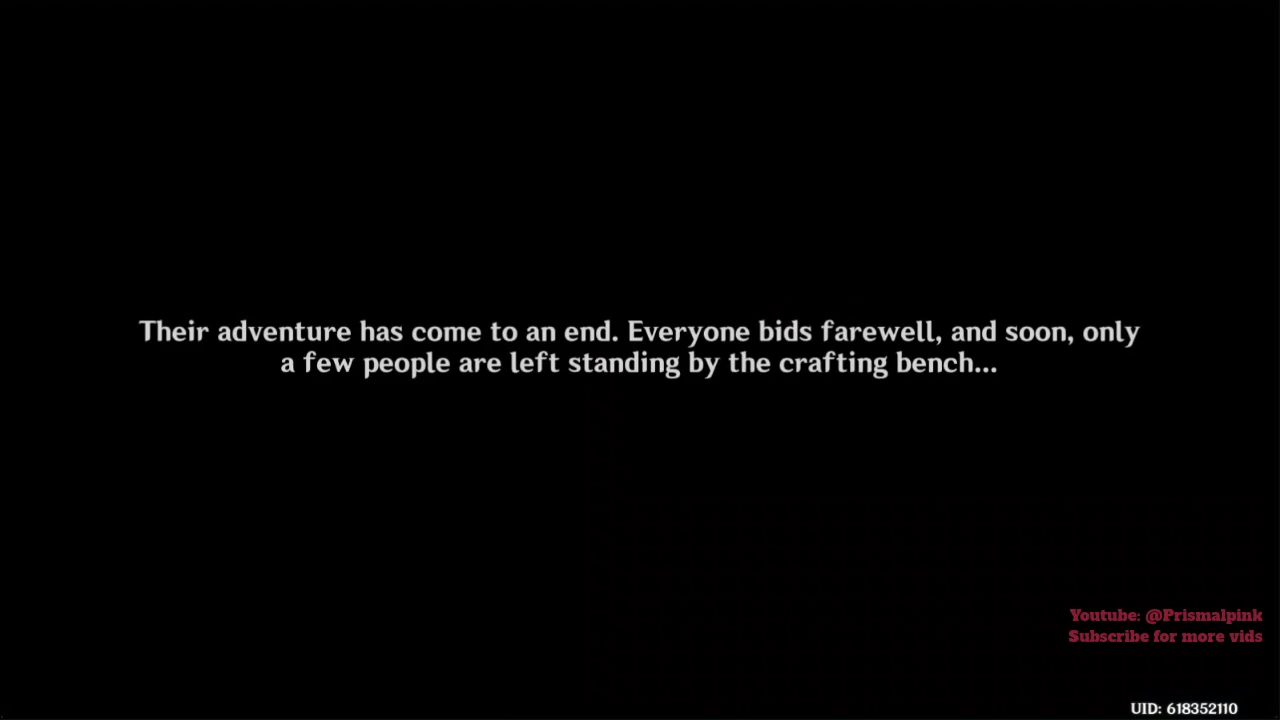 Their adventure has come to an end. Everyone bids farewell, and soon, only
a few people are left standing by the crafting bench...
Youtube: @Prismalpink
Subscribe for more vids
UID: 618352110